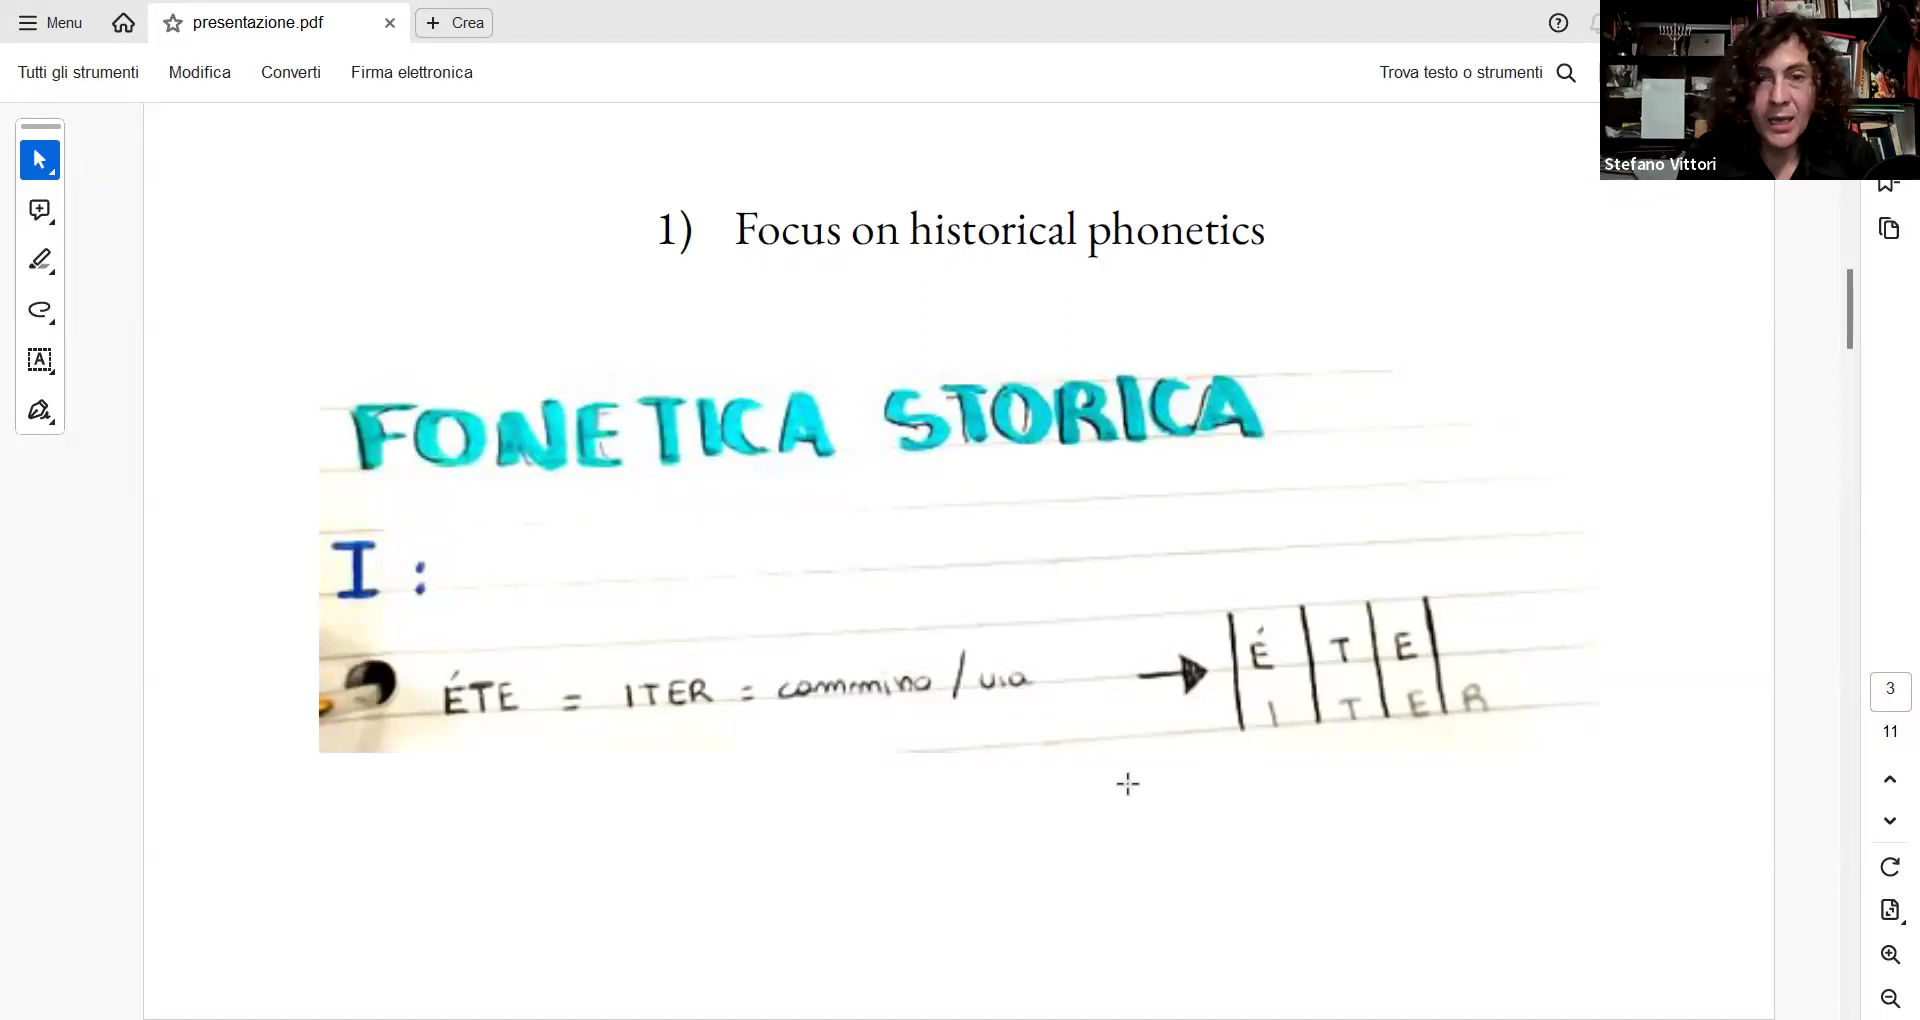 Menu
presentazione.pdf
Crea
Tutti gli strumenti
Modifica
Converti
Firma elettronica
Trova testo o strumenti
Stefano Vittori
1) Focus on historical phonetics
FONETICA STORICA
I :
ÉTE = ITER = cammino / via → | É | T | E |
I | T | E | R
3
11